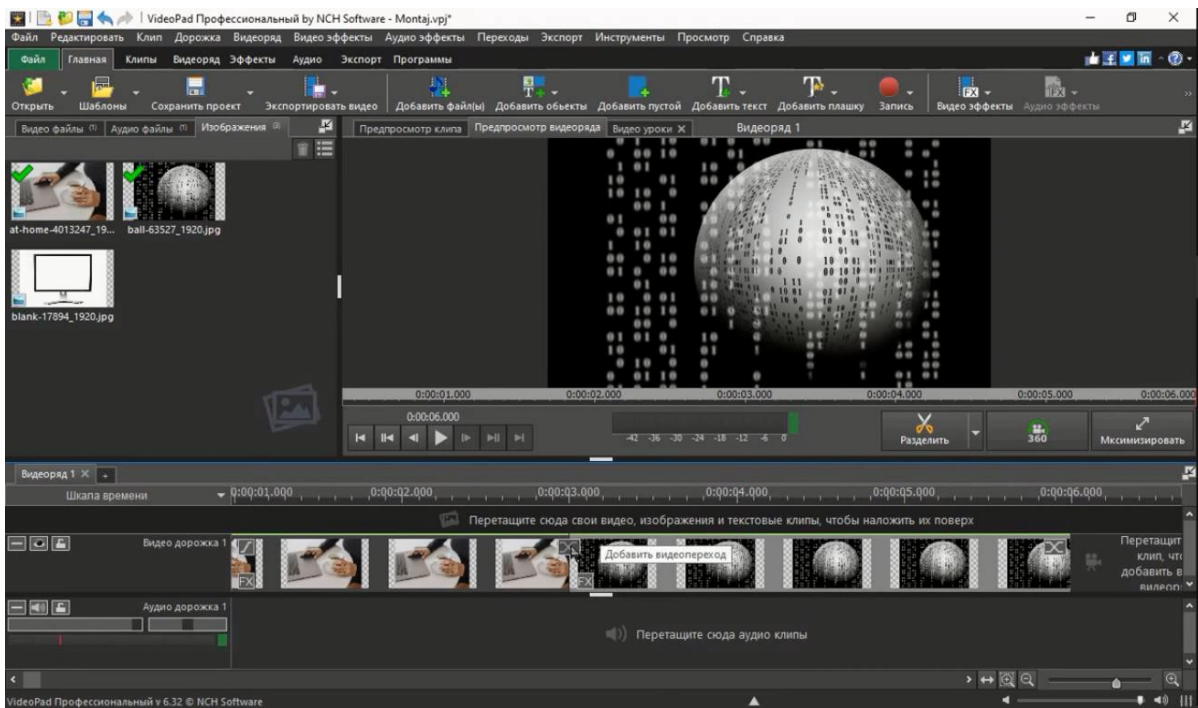 VideoPad Профессиональный by NCH Software - Montaj.vpj*
Файл Редактировать Клип Дорожка Видеоряд Видео эффекты Аудио эффекты Переходы Экспорт Инструменты Просмотр Справка
Файл Главная Клипы Видеоряд Эффекты Аудио Экспорт Программы
Открыть Шаблоны Сохранить проект Экспортировать видео Добавить файл(ы) Добавить объекты Добавить пустой Добавить текст Добавить плашку Запись Видео эффекты Аудио эффекты
Видео файлы (1) Аудио файлы (1) Изображения (3)
Предпросмотр клипа Предпросмотр видеоряда Видео уроки X Видеоряд 1
at-home-4013247_19... ball-63527_1920.jpg
blank-17894_1920.jpg
0:00:01.000 0:00:02.000 0:00:03.000 0:00:04.000 0:00:05.000 0:00:06.000
0:00:06.000
-42 -36 -30 -24 -18 -12 -6 0
Разделить 360 Мксимизировать
Видеоряд 1 X +
Шкала времени 0:00:01.000 0:00:02.000 0:00:03.000 0:00:04.000 0:00:05.000 0:00:06.000
Перетащите сюда свои видео, изображения и текстовые клипы, чтобы наложить их поверх
Видео дорожка 1
FX FX
Добавить видеопереход
Перетащит
клип, что
добавить в
видеоря
Аудио дорожка 1
Перетащите сюда аудио клипы
VideoPad Профессиональный v 6.32 © NCH Software